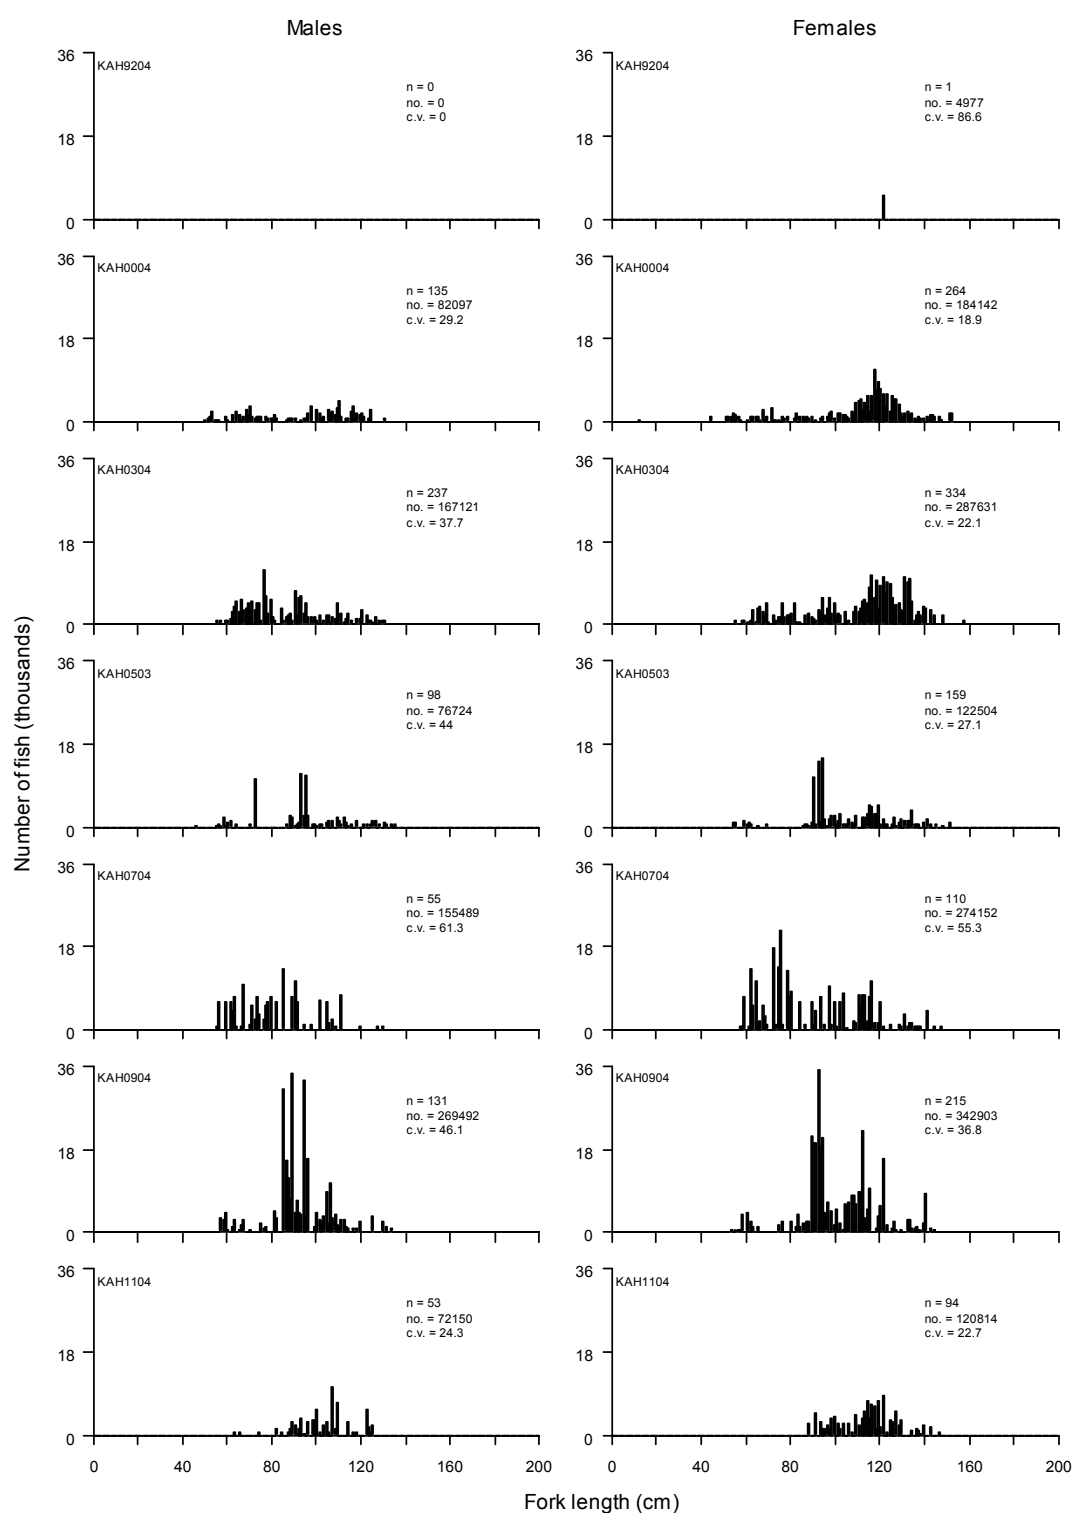 Males
Females
36
KAH9204
n = 0
no. = 0
c.v. = 0
18
0
36
KAH9204
n = 1
no. = 4977
c.v. = 86.6
18
0
36
KAH0004
n = 135
no. = 82097
c.v. = 29.2
18
0
36
KAH0004
n = 264
no. = 184142
c.v. = 18.9
18
0
36
KAH0304
n = 237
no. = 167121
c.v. = 37.7
18
0
36
KAH0304
n = 334
no. = 287631
c.v. = 22.1
18
0
Number of fish (thousands)
36
KAH0503
n = 98
no. = 76724
c.v. = 44
18
0
36
KAH0503
n = 159
no. = 122504
c.v. = 27.1
18
0
36
KAH0704
n = 55
no. = 155489
c.v. = 61.3
18
0
36
KAH0704
n = 110
no. = 274152
c.v. = 55.3
18
0
36
KAH0904
n = 131
no. = 269492
c.v. = 46.1
18
0
36
KAH0904
n = 215
no. = 342903
c.v. = 36.8
18
0
36
KAH1104
n = 53
no. = 72150
c.v. = 24.3
18
0
36
KAH1104
n = 94
no. = 120814
c.v. = 22.7
18
0
0 40 80 120 160 200
0 40 80 120 160 200
Fork length (cm)